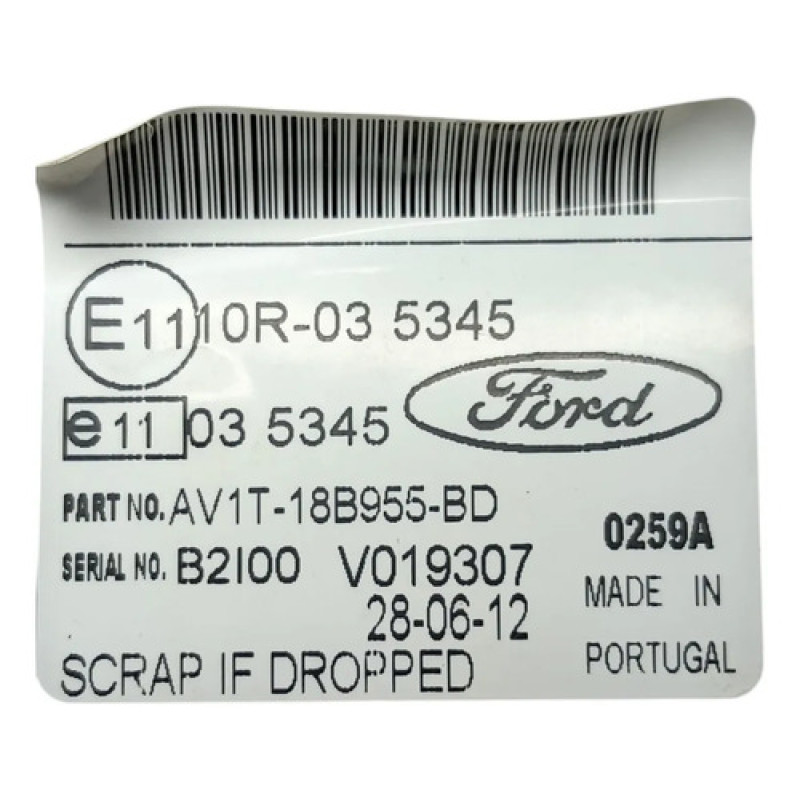 E11 10R-03 5345
e11 03 5345
Ford
PART NO. AV1T-18B955-BD
SERIAL NO. B2I00 V019307
0259A
28-06-12
MADE IN
PORTUGAL
SCRAP IF DROPPED